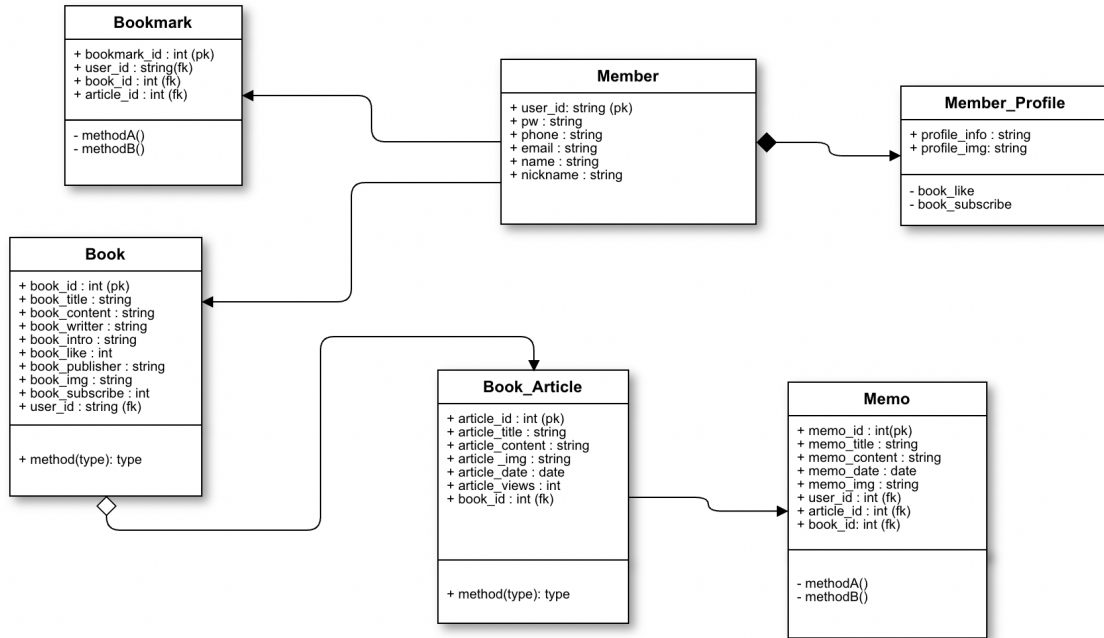 Bookmark
+ bookmark_id : int (pk)
+ user_id : string(fk)
+ book_id : int (fk)
+ article_id : int (fk)
- methodA()
- methodB()
Member
+ user_id: string (pk)
+ pw : string
+ phone : string
+ email : string
+ name : string
+ nickname : string
Member_Profile
+ profile_info : string
+ profile_img: string
- book_like
- book_subscribe
Book
+ book_id : int (pk)
+ book_title : string
+ book_content : string
+ book_writter : string
+ book_intro : string
+ book_like : int
+ book_publisher : string
+ book_img : string
+ book_subscribe : int
+ user_id : string (fk)
+ method(type): type
Book_Article
+ article_id : int (pk)
+ article_title : string
+ article_content : string
+ article _img : string
+ article_date : date
+ article_views : int
+ book_id : int (fk)
+ method(type): type
Memo
+ memo_id : int(pk)
+ memo_title : string
+ memo_content : string
+ memo_date : date
+ memo_img : string
+ user_id : int (fk)
+ article_id : int (fk)
+ book_id: int (fk)
- methodA()
- methodB()